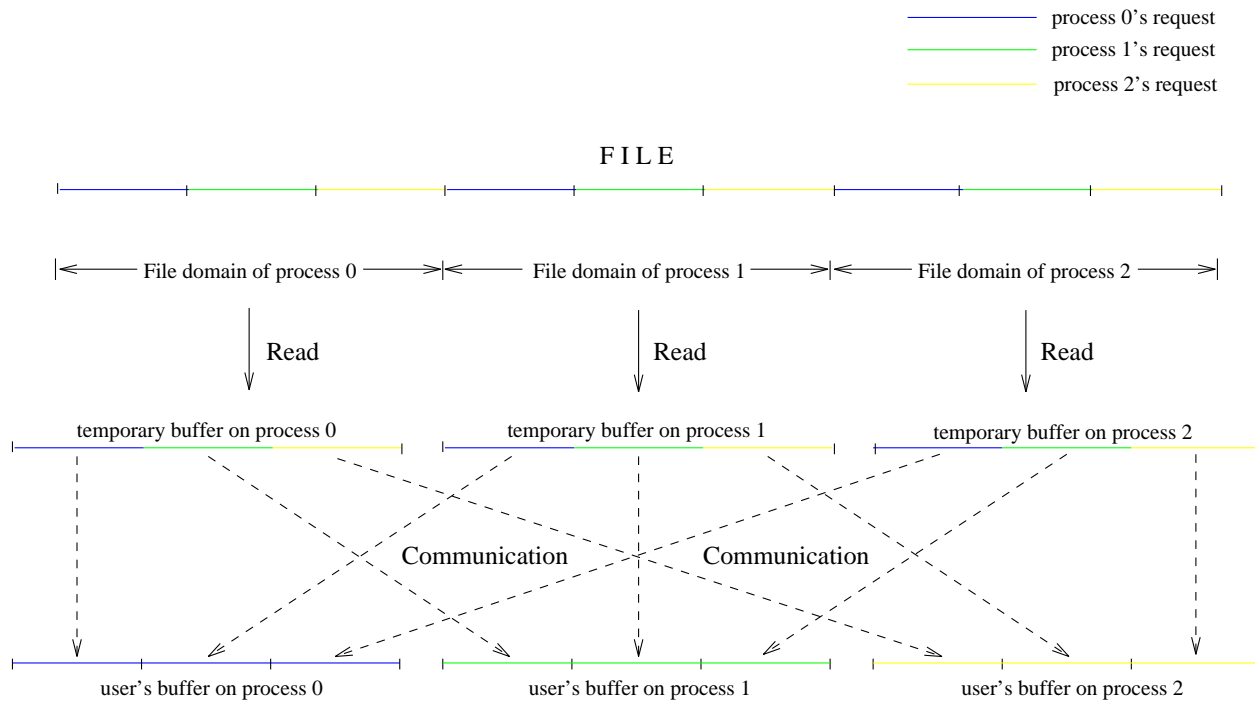 process 0’s request
process 1’s request
process 2’s request
F I L E
File domain of process 0
File domain of process 1
File domain of process 2
Read
Read
Read
temporary buffer on process 0
temporary buffer on process 1
temporary buffer on process 2
Communication
Communication
user’s buffer on process 0
user’s buffer on process 1
user’s buffer on process 2